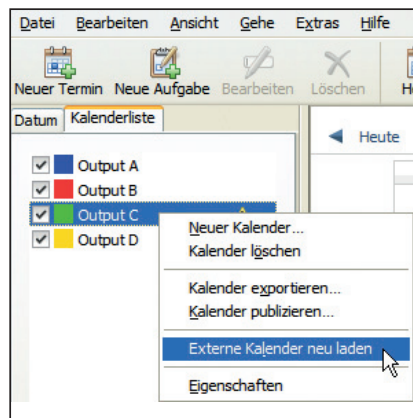 Datei Bearbeiten Ansicht Gehe Extras Hilfe
Neuer Termin Neue Aufgabe Bearbeiten Löschen
Datum Kalenderliste
Heute
Output A
Output B
Output C
Output D
Neuer Kalender...
Kalender löschen
Kalender exportieren...
Kalender publizieren...
Externe Kalender neu laden
Eigenschaften